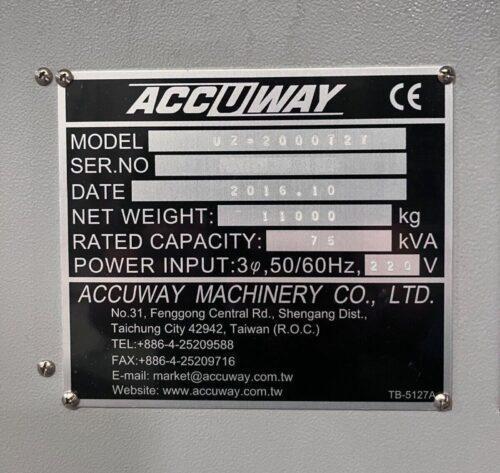 ACCUWAY CE
MODEL UZ-2000T2Y
SER.NO
DATE 2016.10
NET WEIGHT: 11000 kg
RATED CAPACITY: 75 kVA
POWER INPUT:3φ,50/60Hz, 220 V
ACCUWAY MACHINERY CO., LTD.
No.31, Fenggong Central Rd., Shengang Dist.,
Taichung City 42942, Taiwan (R.O.C.)
TEL:+886-4-25209588
FAX:+886-4-25209716
E-mail: market@accuway.com.tw
Website: www.accuway.com.tw
TB-5127A